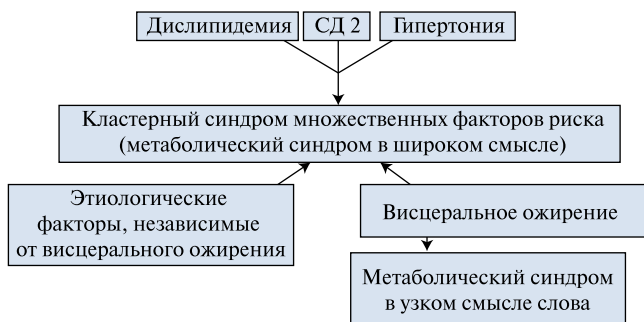 Дислипидемия СД 2 Гипертония
Кластерный синдром множественных факторов риска
(метаболический синдром в широком смысле)
Этиологические
факторы, независимые
от висцерального ожирения
Висцеральное ожирение
Метаболический синдром
в узком смысле слова